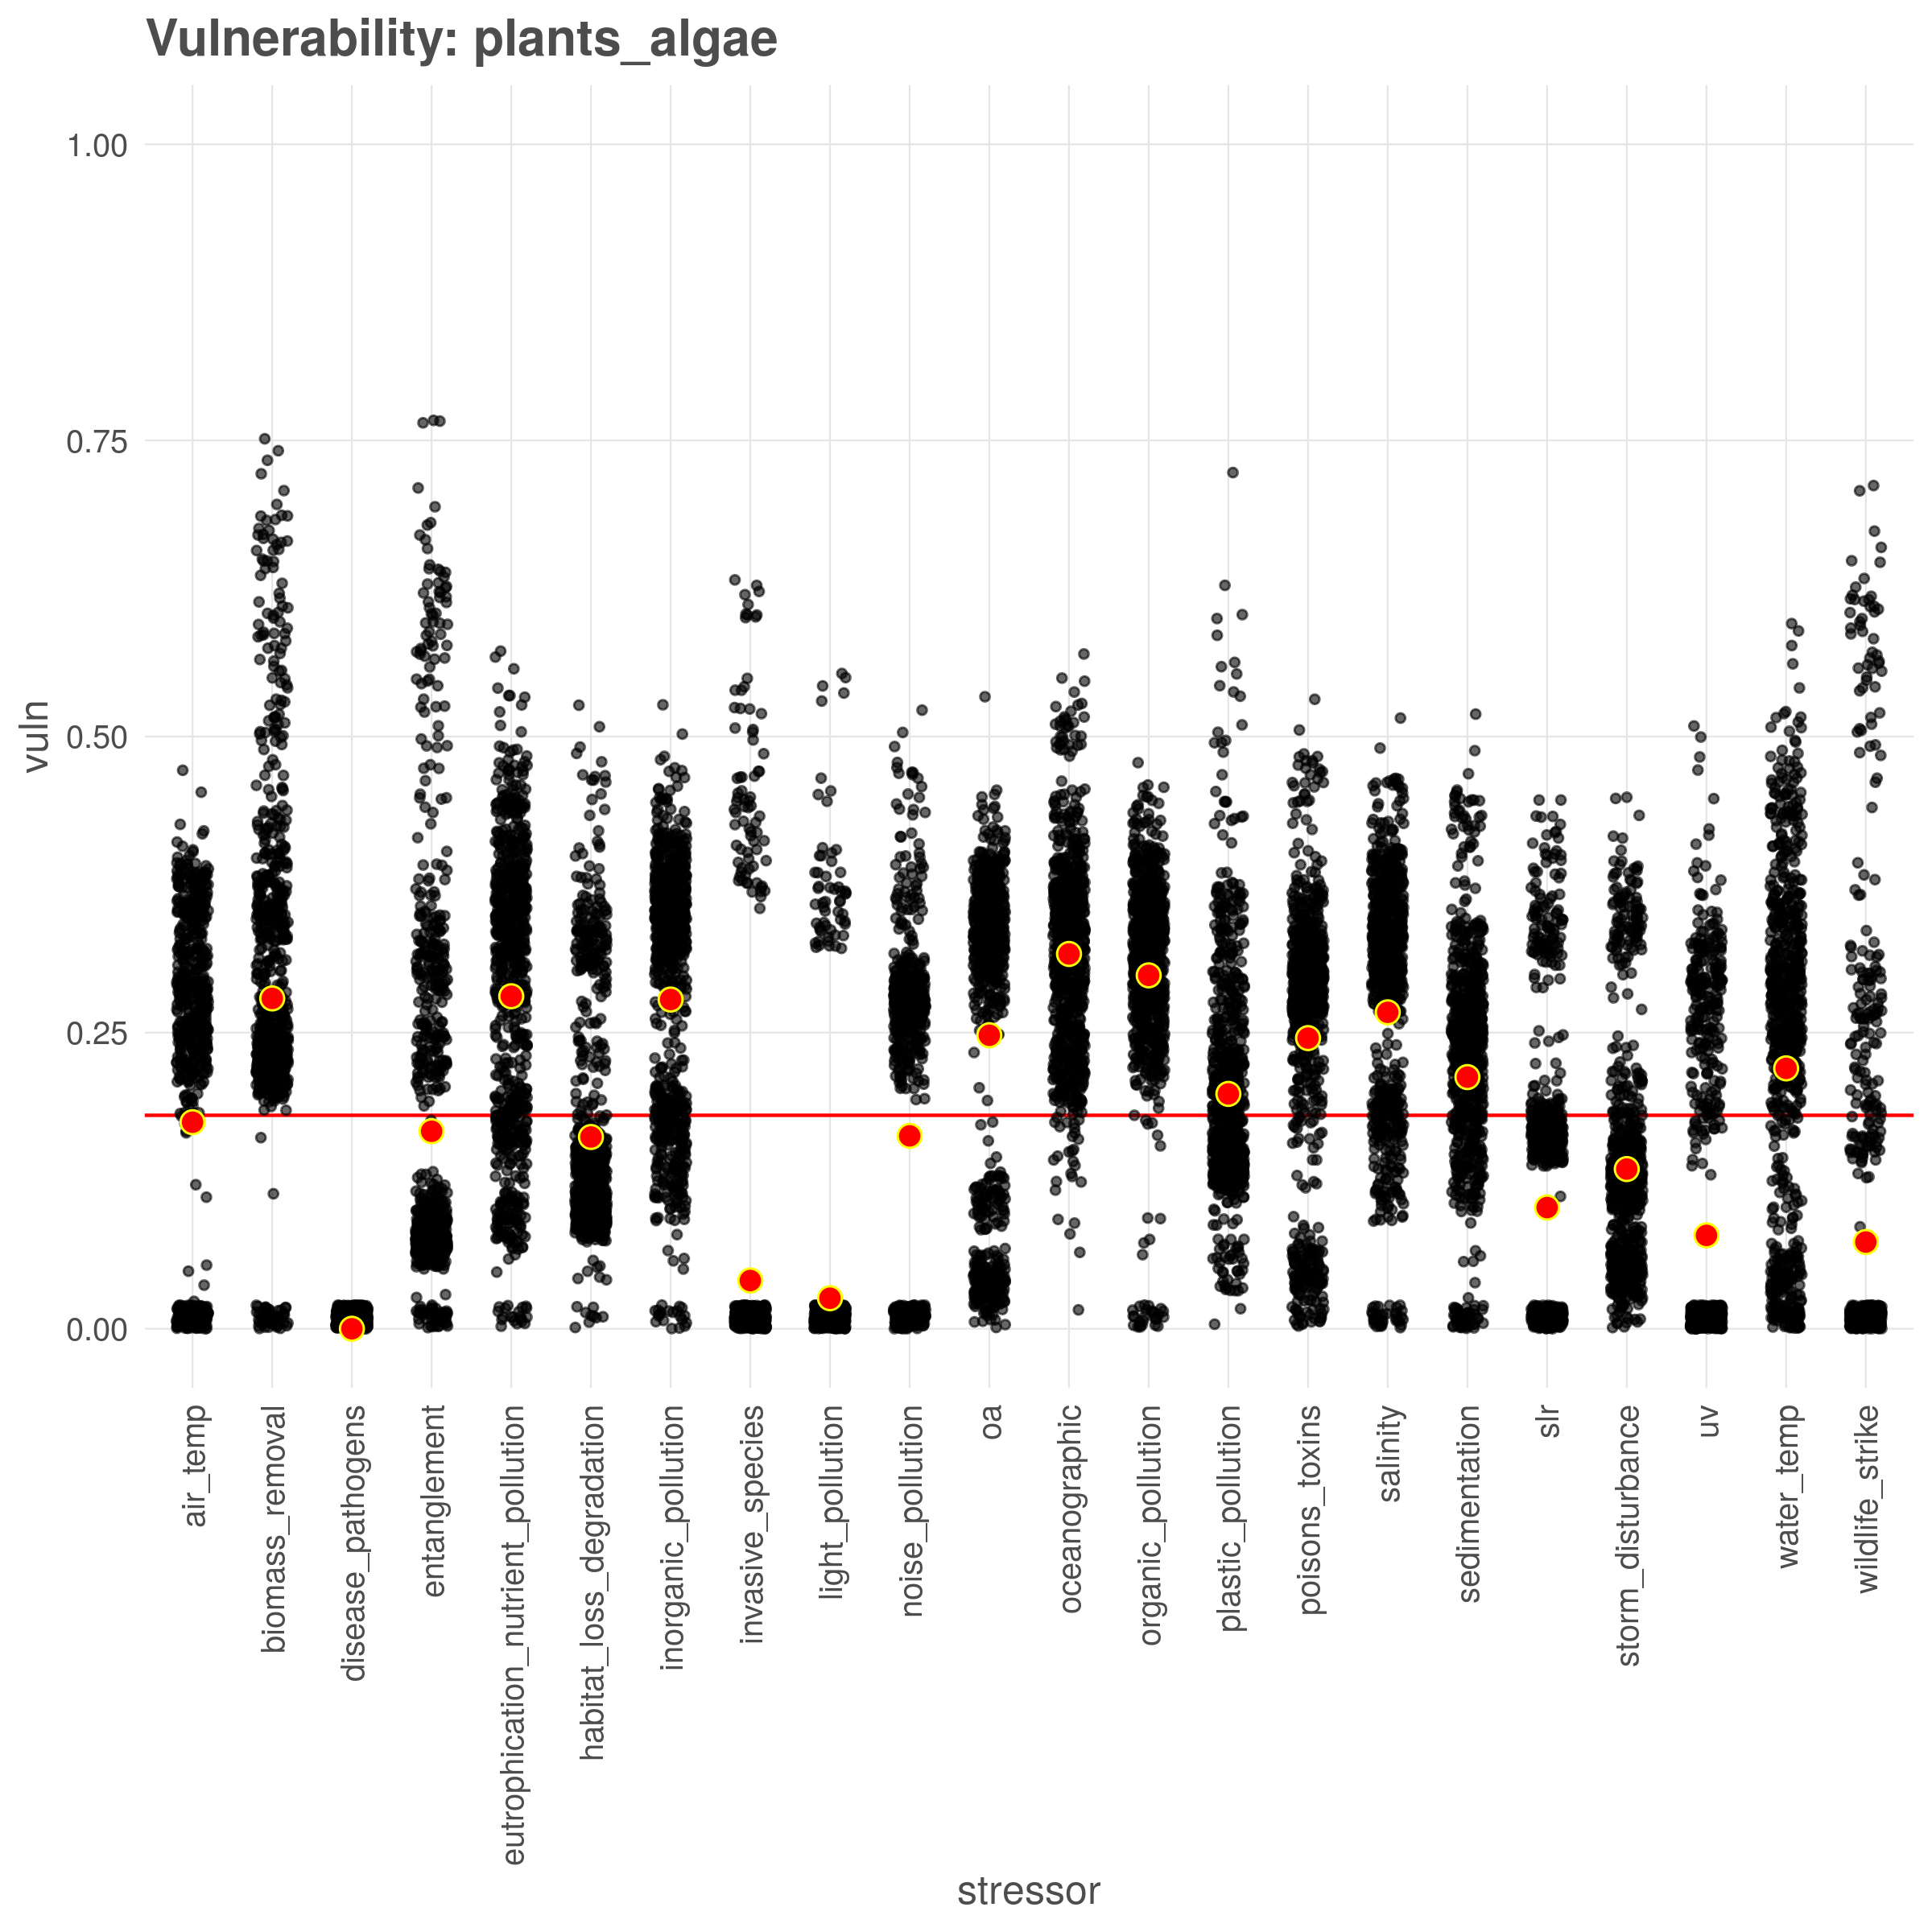 Vulnerability: plants_algae
1.00
0.75
0.50
0.25
0.00
vuln
air_temp
biomass_removal
disease_pathogens
entanglement
eutrophication_nutrient_pollution
habitat_loss_degradation
inorganic_pollution
invasive_species
light_pollution
noise_pollution
oa
oceanographic
organic_pollution
plastic_pollution
poisons_toxins
salinity
sedimentation
slr
storm_disturbance
uv
water_temp
wildlife_strike
stressor